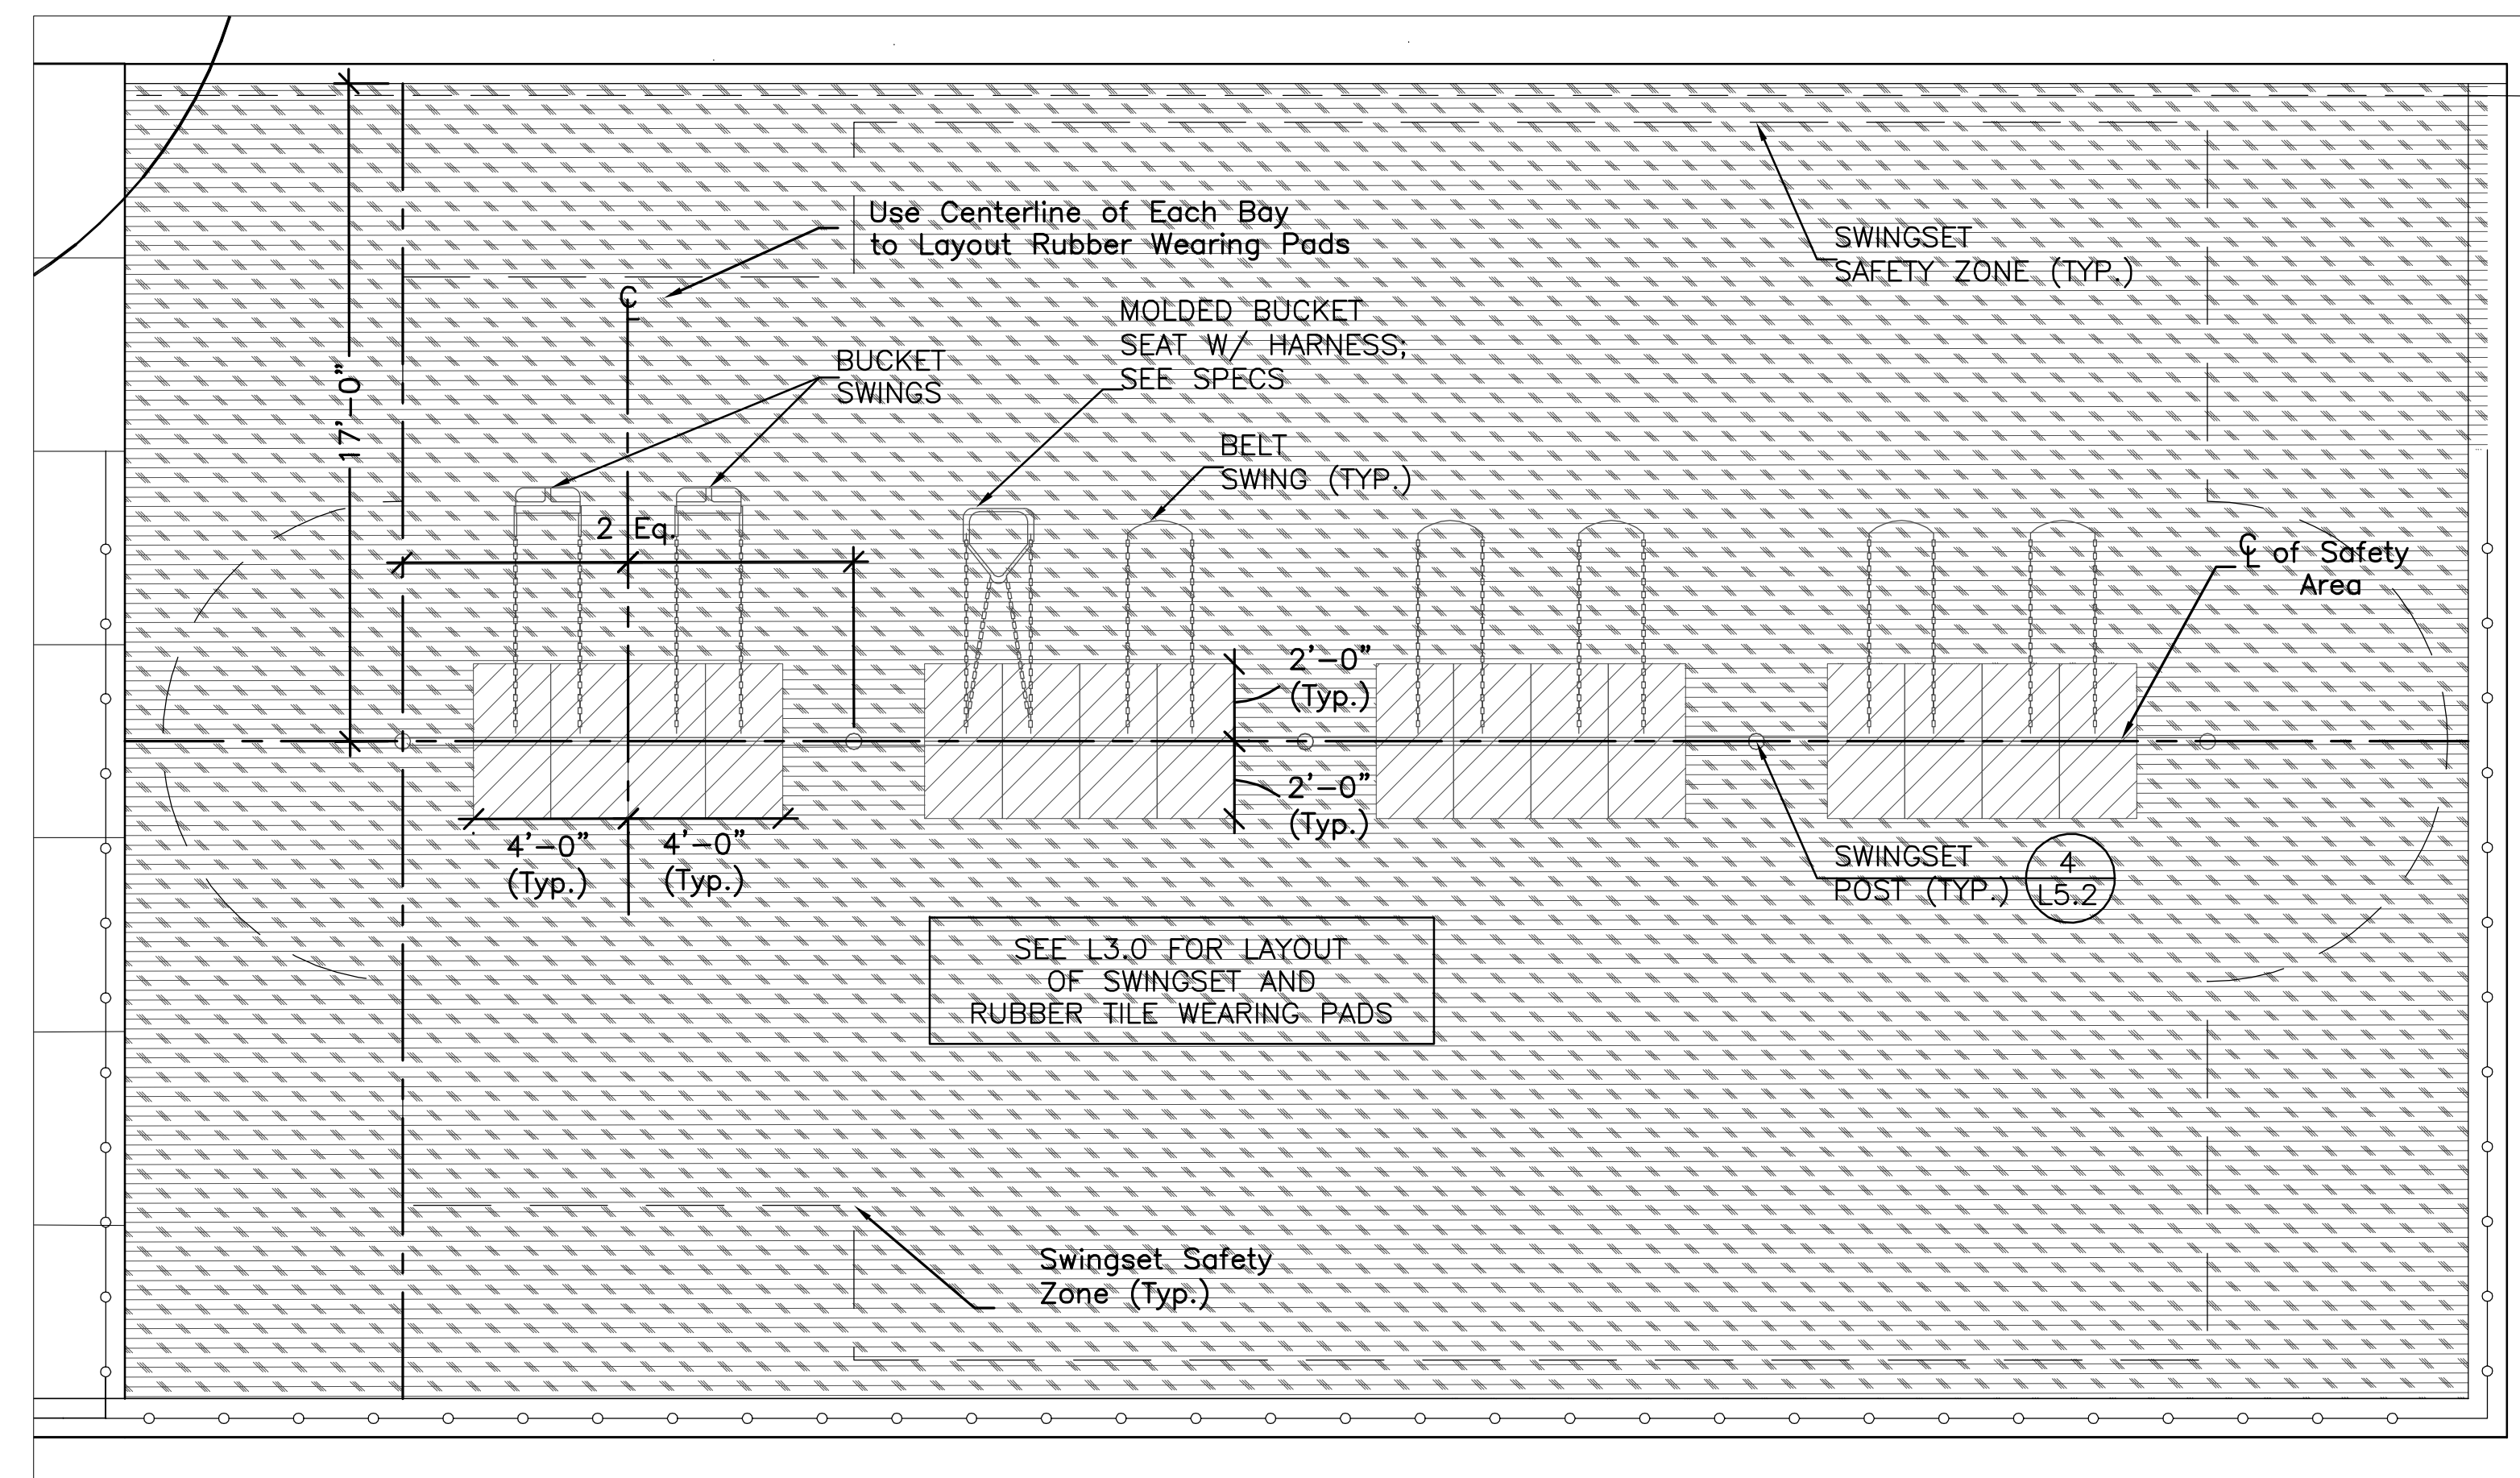 Use Centerline of Each Bay
to Layout Rubber Wearing Pads
SWINGSET
SAFETY ZONE (TYP.)
℄
MOLDED BUCKET
SEAT W/ HARNESS;
SEE SPECS
BUCKET
SWINGS
17'-0"
BELT
SWING (TYP.)
2 Eq.
℄ of Safety
Area
2'-0"
(Typ.)
2'-0"
(Typ.)
4'-0"
(Typ.)
4'-0"
(Typ.)
SWINGSET
POST (TYP.)
4
L5.2
SEE L3.0 FOR LAYOUT
OF SWINGSET AND
RUBBER TILE WEARING PADS
Swingset Safety
Zone (Typ.)